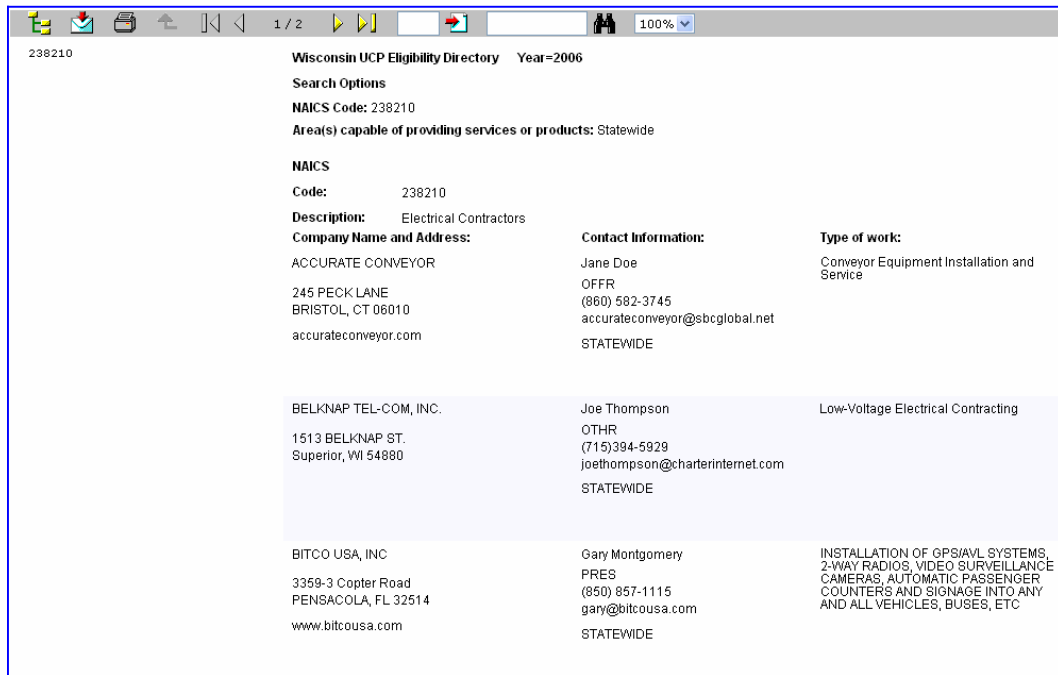 1 / 2
100%
238210
Wisconsin UCP Eligibility Directory Year=2006
Search Options
NAICS Code: 238210
Area(s) capable of providing services or products: Statewide
NAICS
Code: 238210
Description: Electrical Contractors
Company Name and Address: Contact Information: Type of work:
ACCURATE CONVEYOR
245 PECK LANE
BRISTOL, CT 06010
accurateconveyor.com
Jane Doe
OFFR
(860) 582-3745
accurateconveyor@sbcglobal.net
STATEWIDE
Conveyor Equipment Installation and
Service
BELKNAP TEL-COM, INC.
1513 BELKNAP ST.
Superior, WI 54880
Joe Thompson
OTHR
(715)394-5929
joethompson@charterinternet.com
STATEWIDE
Low-Voltage Electrical Contracting
BITCO USA, INC
3359-3 Copter Road
PENSACOLA, FL 32514
www.bitcousa.com
Gary Montgomery
PRES
(850) 857-1115
gary@bitcousa.com
STATEWIDE
INSTALLATION OF GPS/AVL SYSTEMS,
2-WAY RADIOS, VIDEO SURVEILLANCE
CAMERAS, AUTOMATIC PASSENGER
COUNTERS AND SIGNAGE INTO ANY
AND ALL VEHICLES, BUSES, ETC